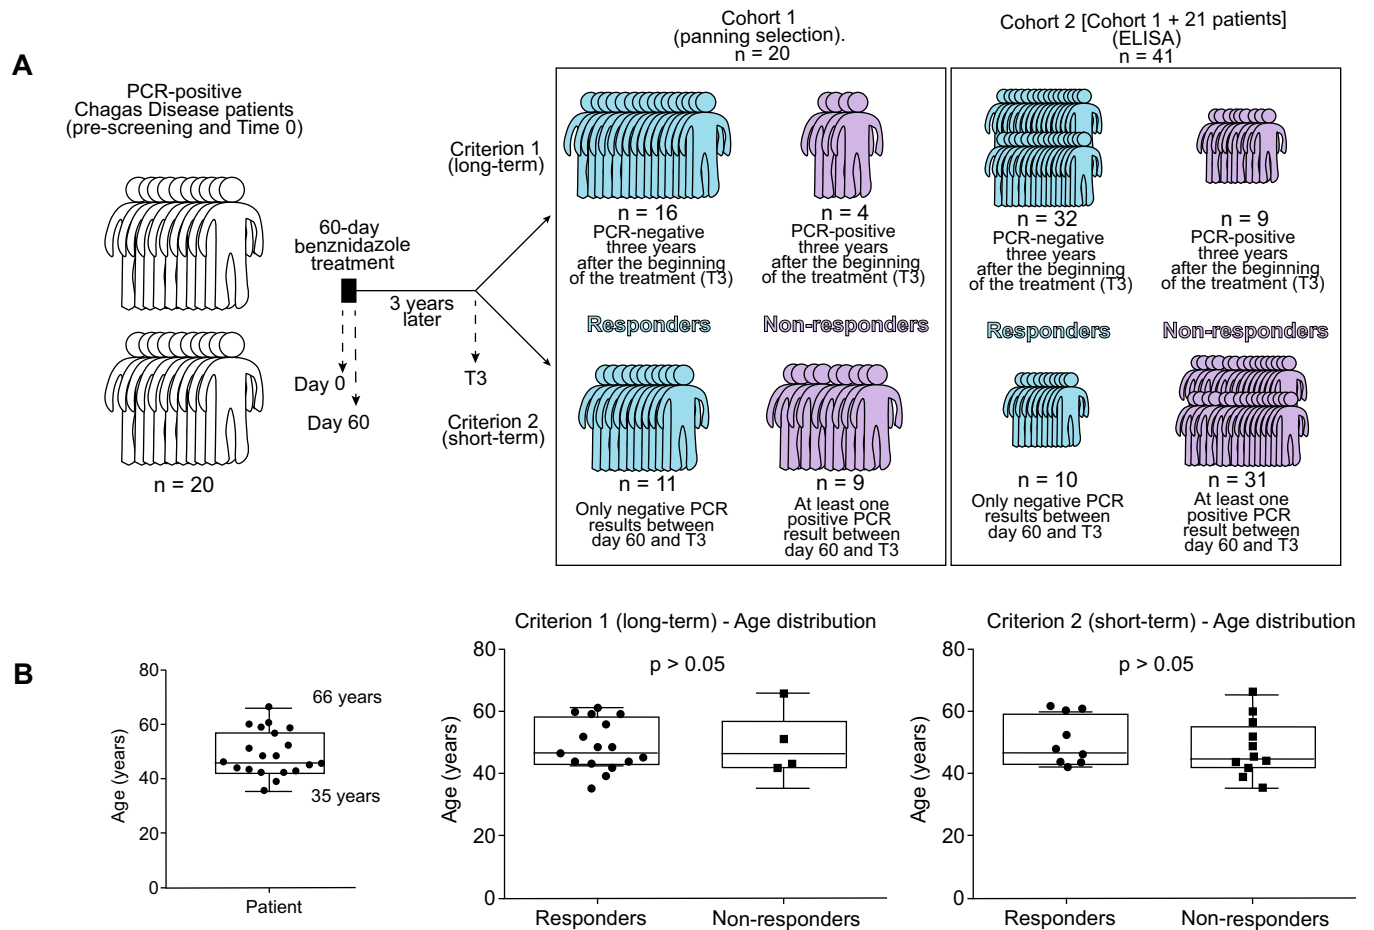 A
PCR-positive
Chagas Disease patients
(pre-screening and Time 0)
n = 20
60-day
benznidazole
treatment
3 years
later
Day 0
Day 60
T3
Criterion 1
(long-term)
Criterion 2
(short-term)
Cohort 1
(panning selection).
n = 20
n = 16
PCR-negative
three years
after the beginning
of the treatment (T3)
Responders
n = 4
PCR-positive
three years
after the beginning
of the treatment (T3)
Non-responders
n = 11
Only negative PCR
results between
day 60 and T3
n = 9
At least one
positive PCR
result between
day 60 and T3
Cohort 2 [Cohort 1 + 21 patients]
(ELISA)
n = 41
n = 32
PCR-negative
three years
after the beginning
of the treatment (T3)
Responders
n = 9
PCR-positive
three years
after the beginning
of the treatment (T3)
Non-responders
n = 10
Only negative PCR
results between
day 60 and T3
n = 31
At least one
positive PCR
result between
day 60 and T3
B
Age (years)
80
60
40
20
0
66 years
35 years
Patient
Criterion 1 (long-term) - Age distribution
p > 0.05
Age (years)
80
60
40
20
0
Responders
Non-responders
Criterion 2 (short-term) - Age distribution
p > 0.05
Age (years)
80
60
40
20
0
Responders
Non-responders